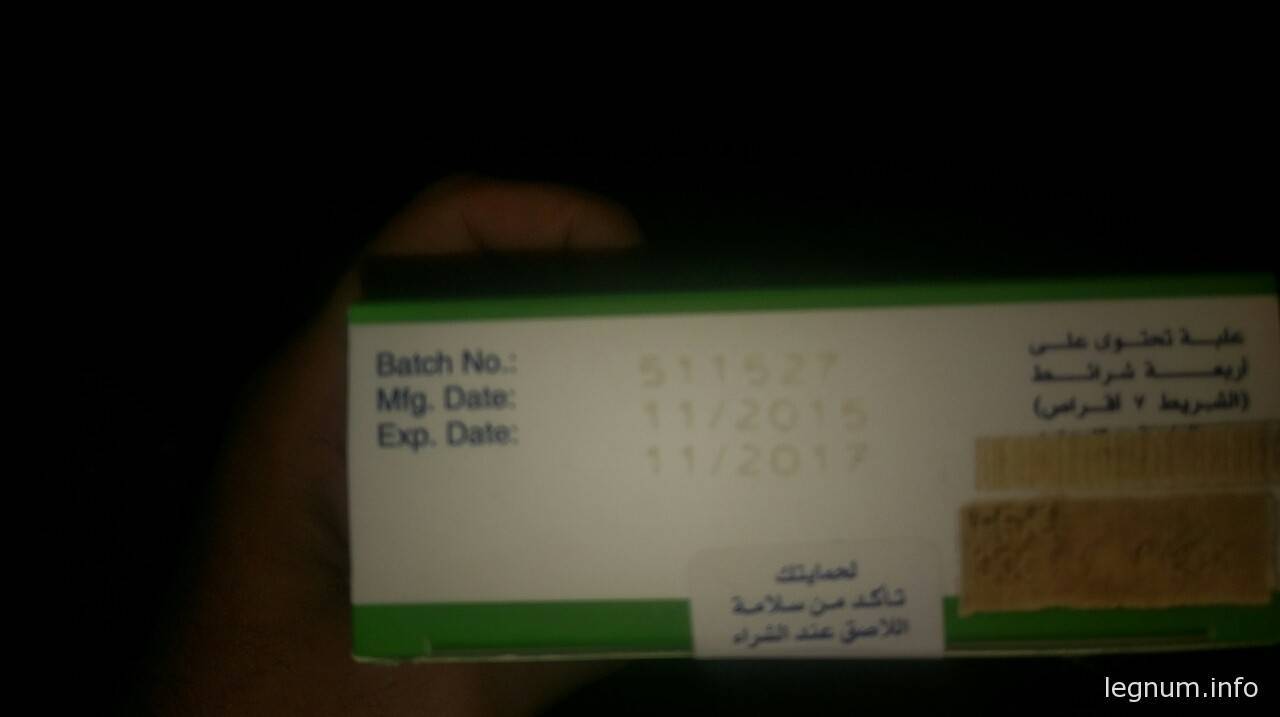 Batch No.: 511527
Mfg. Date: 11/2015
Exp. Date: 11/2017
علبة تحتوى على
أربعة شرائط
(الشريط ٧ أقراص)
لحمايتك
تأكد من سلامة
اللاصق عند الشراء
legnum.info